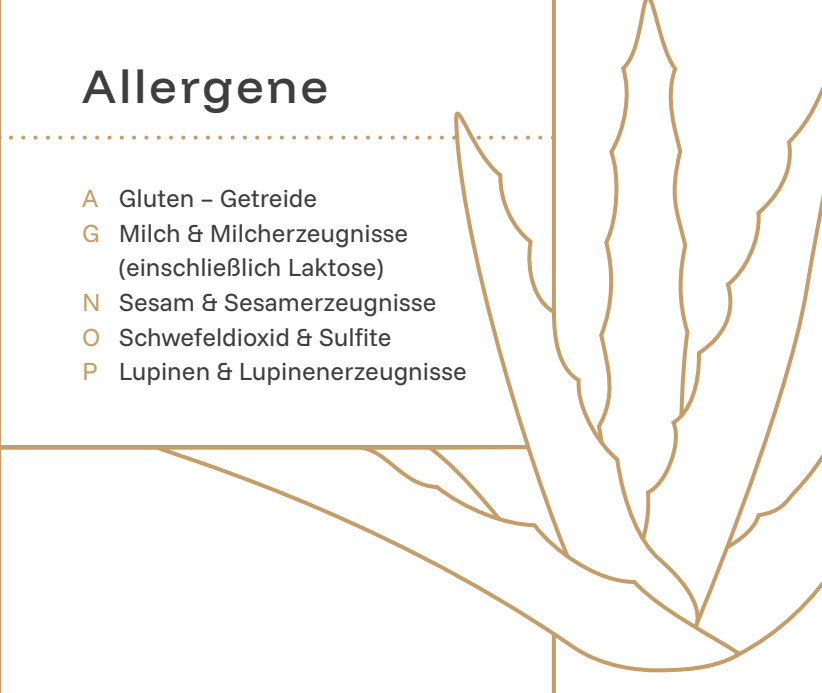 Allergene
A Gluten – Getreide
G Milch & Milcherzeugnisse
(einschließlich Laktose)
N Sesam & Sesamerzeugnisse
O Schwefeldioxid & Sulfite
P Lupinen & Lupinenerzeugnisse